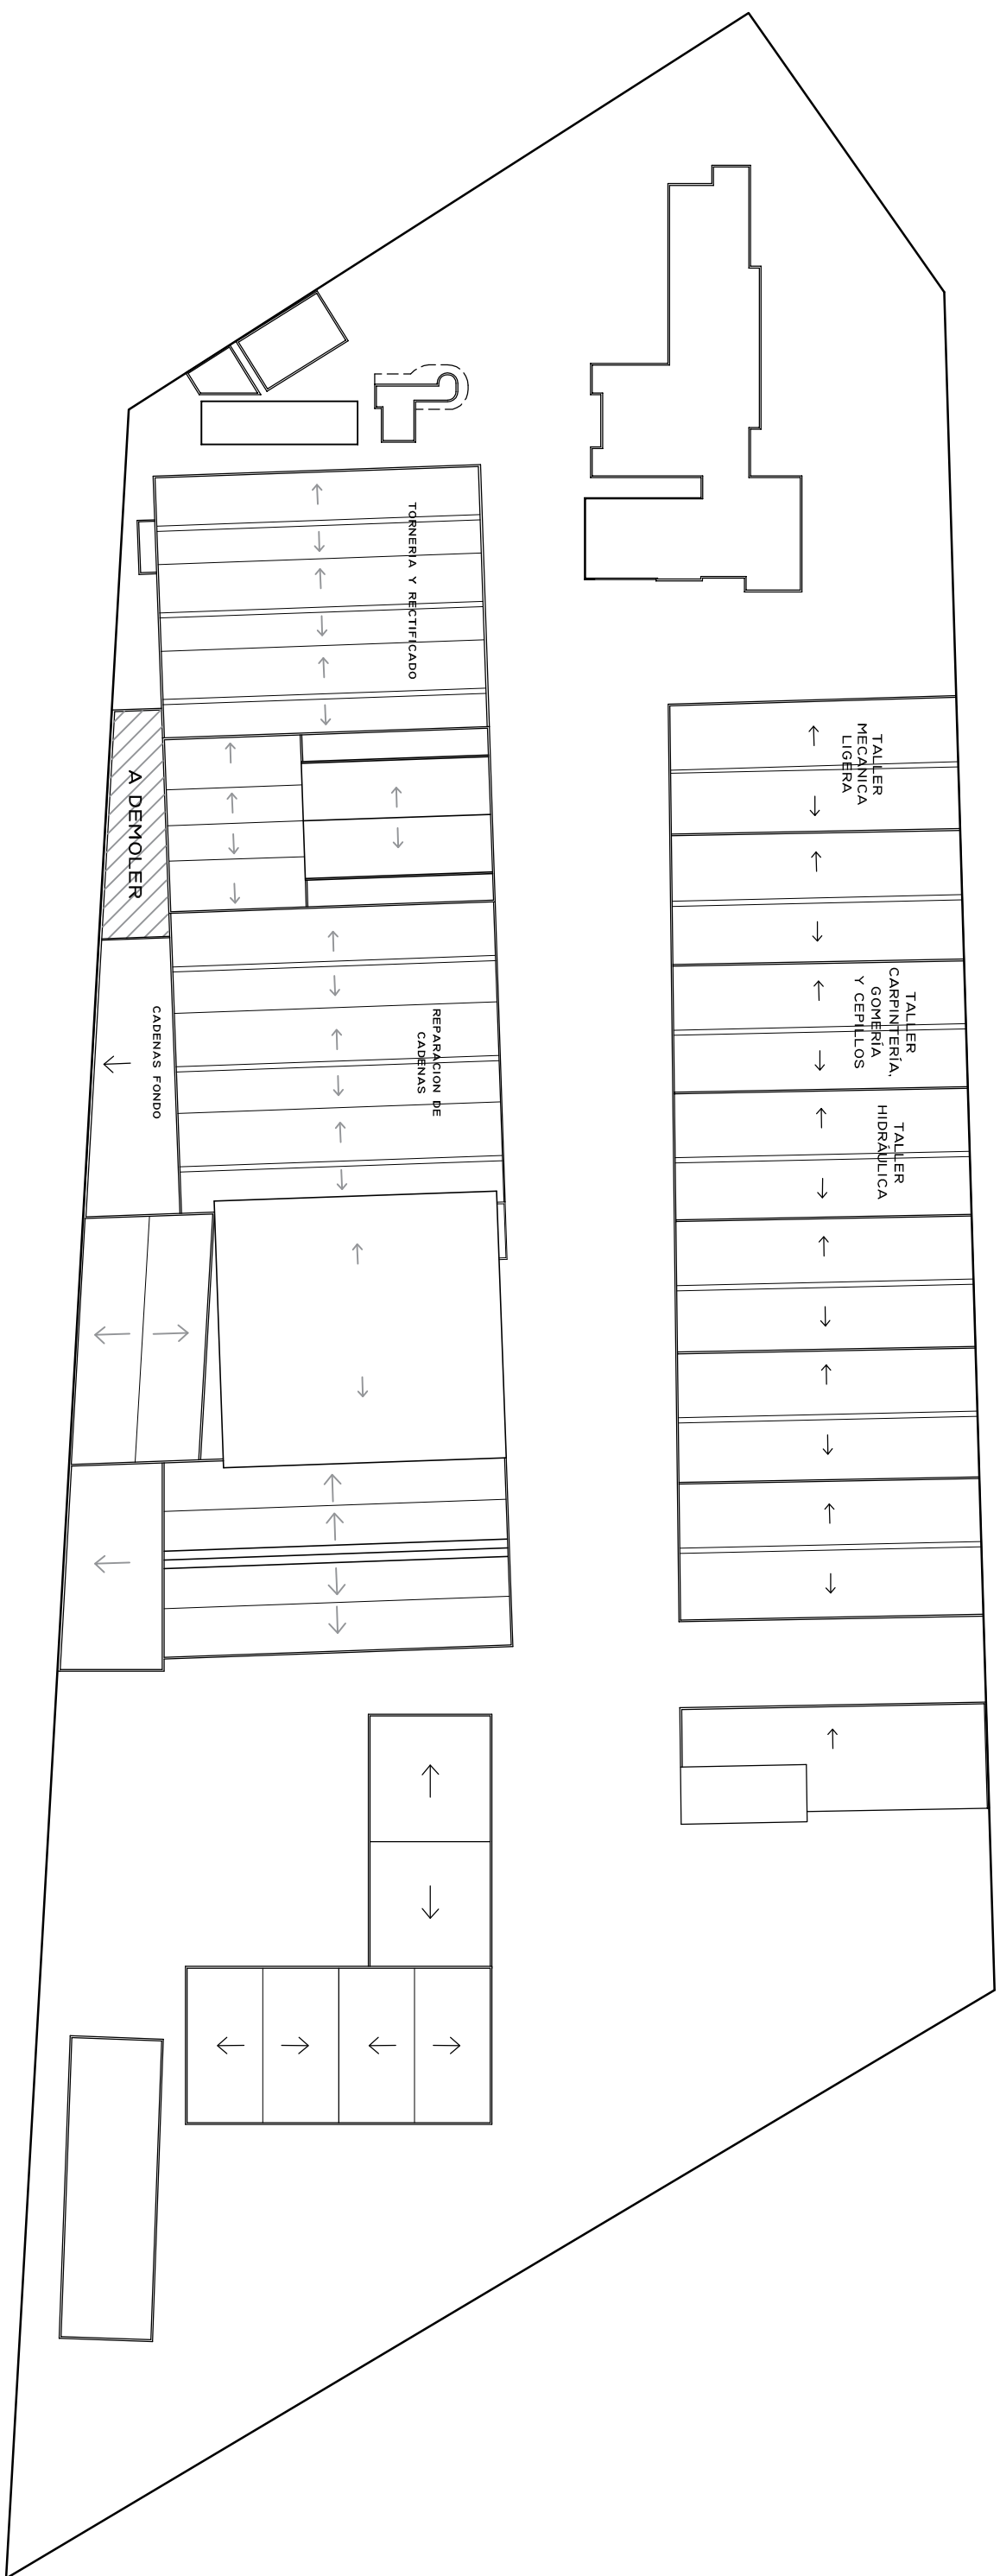 TORNERIA Y RECTIFICADO
TALLER
MECÁNICA
LIGERA
A DEMOLER
TALLER
CARPINTERÍA,
GOMERÍA
Y CEPILLOS
CADENAS FONDO
REPARACION DE
CADENAS
TALLER
HIDRÁULICA